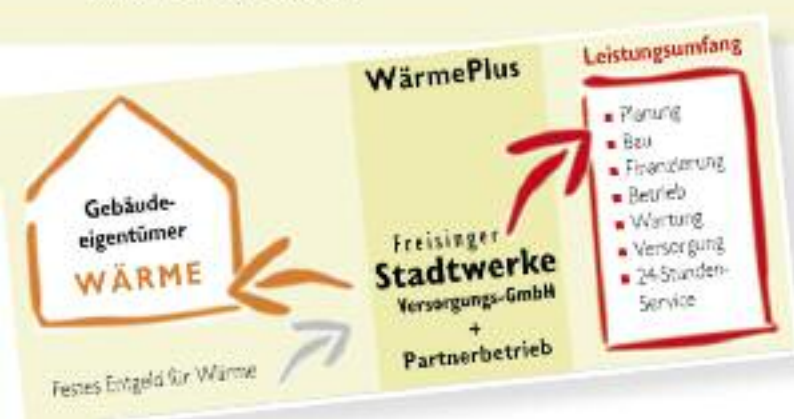 Gebäude-
eigentümer
WÄRME
Festes Entgeld für Wärme
WärmePlus
Freisinger
Stadtwerke
Versorgungs-GmbH
+
Partnerbetrieb
Leistungsumfang
Planung
Bau
Finanzierung
Betrieb
Wartung
Versorgung
24-Stunden-
Service